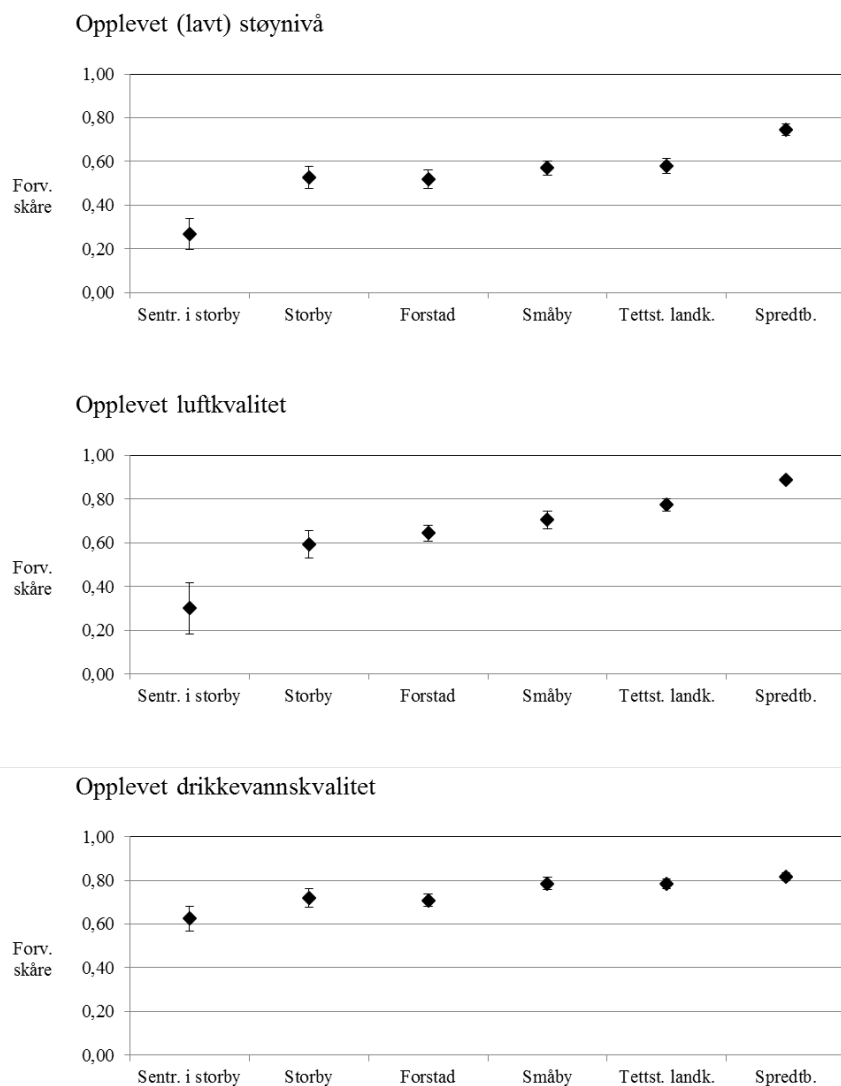 Opplevet (lavt) støynivå
1,00
0,80
0,60
0,40
0,20
0,00
Forv.
skåre
Sentr. i storby Storby Forstad Småby Tettst. landk. Spredtb.
Opplevet luftkvalitet
1,00
0,80
0,60
0,40
0,20
0,00
Forv.
skåre
Sentr. i storby Storby Forstad Småby Tettst. landk. Spredtb.
Opplevet drikkevannskvalitet
1,00
0,80
0,60
0,40
0,20
0,00
Forv.
skåre
Sentr. i storby Storby Forstad Småby Tettst. landk. Spredtb.